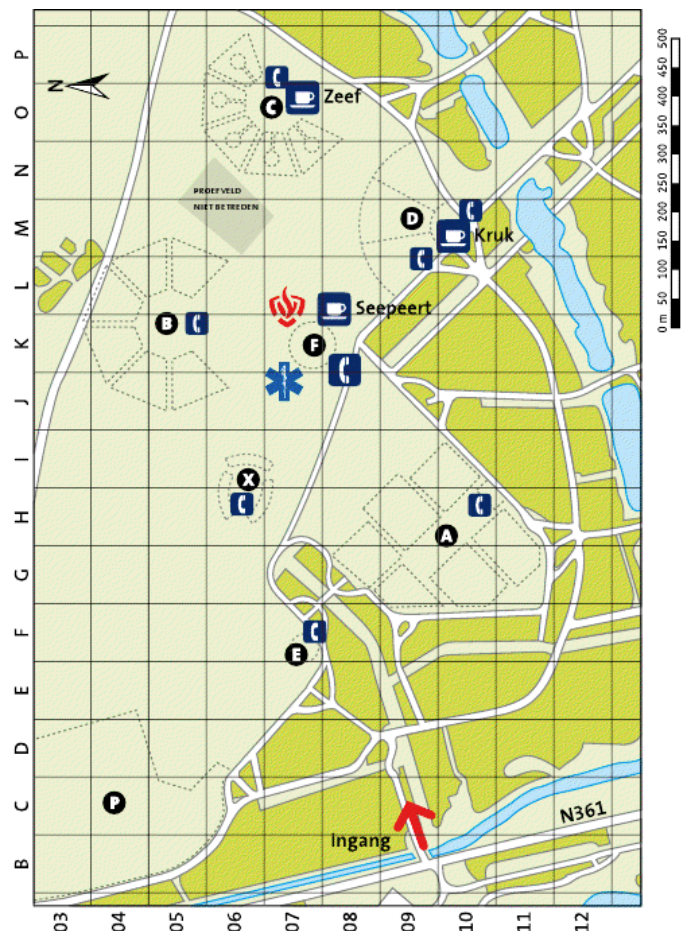 P
O
N
M
L
K
J
I
H
G
F
E
D
C
B
N
C
Zeef
PROEFVELD
NIET BETREDEN
D
Kruk
Seepeert
B
F
X
A
E
P
Ingang
N361
03
04
05
06
07
08
09
10
11
12
500
450
400
350
300
250
200
150
100
50
0 m